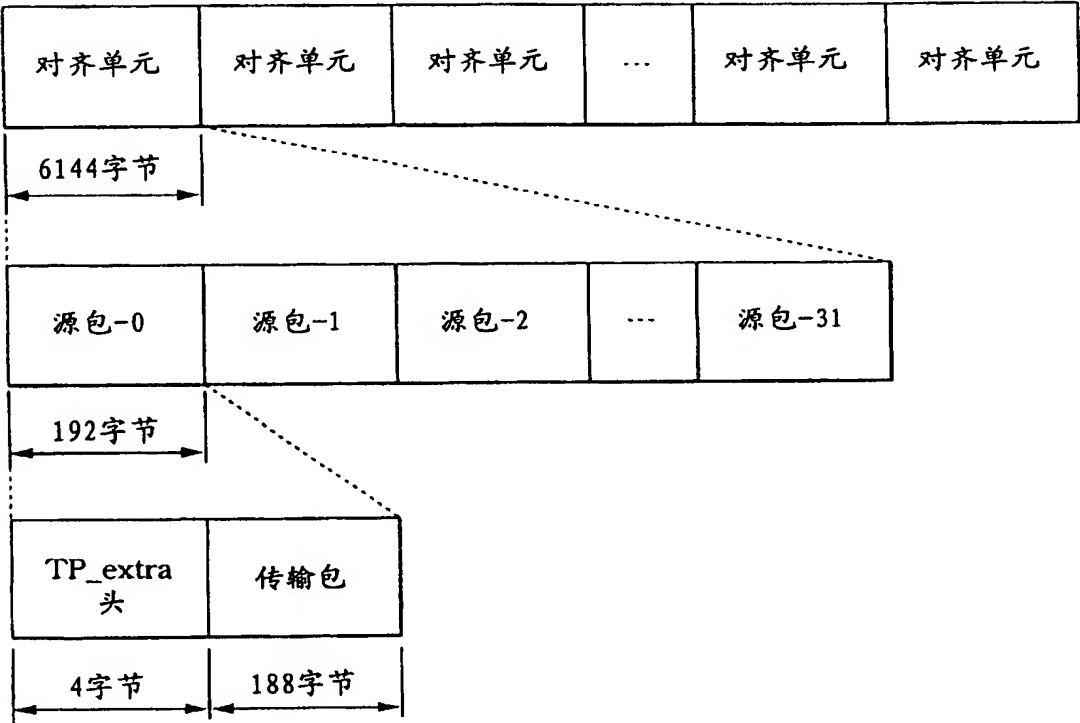 对齐单元 对齐单元 对齐单元 ... 对齐单元 对齐单元
6144字节
源包-0 源包-1 源包-2 ... 源包-31
192字节
TP_extra 传输包
头
4字节 188字节